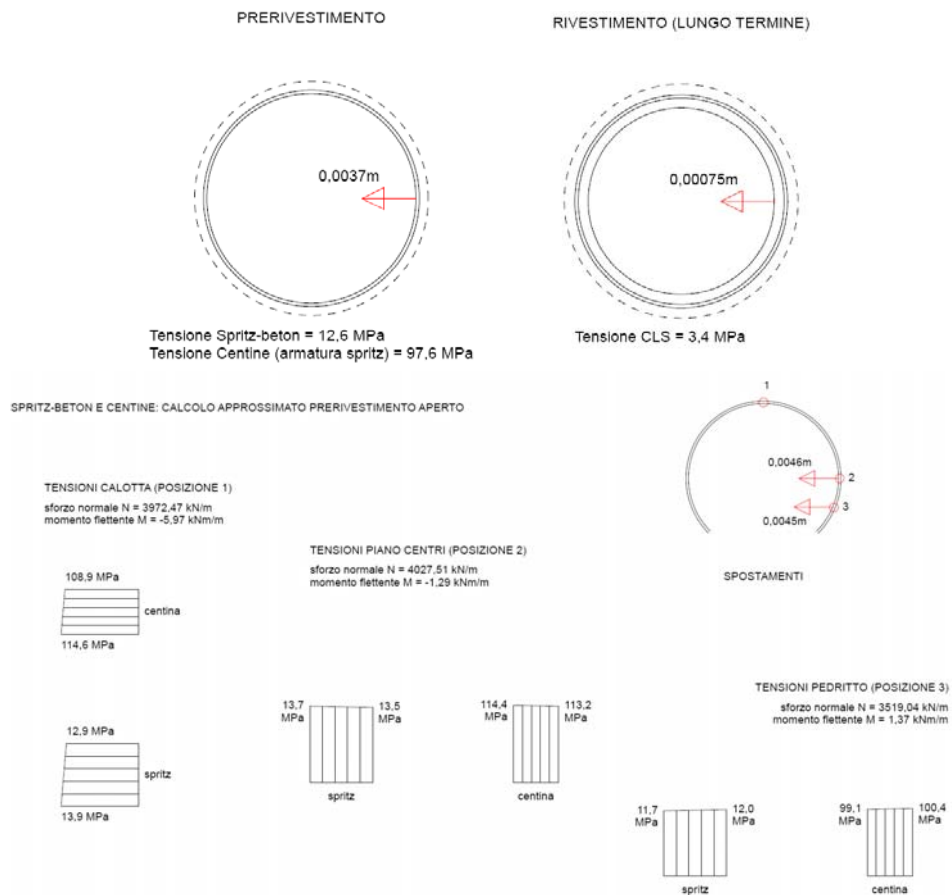 PRERIVESTIMENTO
RIVESTIMENTO (LUNGO TERMINE)
0,0037m
0,00075m
Tensione Spritz-beton = 12,6 MPa
Tensione Centine (armatura spritz) = 97,6 MPa
Tensione CLS = 3,4 MPa
SPRITZ-BETON E CENTINE: CALCOLO APPROSSIMATO PRERIVESTIMENTO APERTO
1
0,0046m
2
3
0,0045m
SPOSTAMENTI
TENSIONI CALOTTA (POSIZIONE 1)
sforzo normale N = 3972,47 kN/m
momento flettente M = -5,97 kNm/m
108,9 MPa
centina
114,6 MPa
12,9 MPa
spritz
13,9 MPa
TENSIONI PIANO CENTRI (POSIZIONE 2)
sforzo normale N = 4027,51 kN/m
momento flettente M = -1,29 kNm/m
13,7
MPa
13,5
MPa
spritz
114,4
MPa
113,2
MPa
centina
TENSIONI PEDRITTO (POSIZIONE 3)
sforzo normale N = 3519,04 kN/m
momento flettente M = 1,37 kNm/m
11,7
MPa
12,0
MPa
spritz
99,1
MPa
100,4
MPa
centina